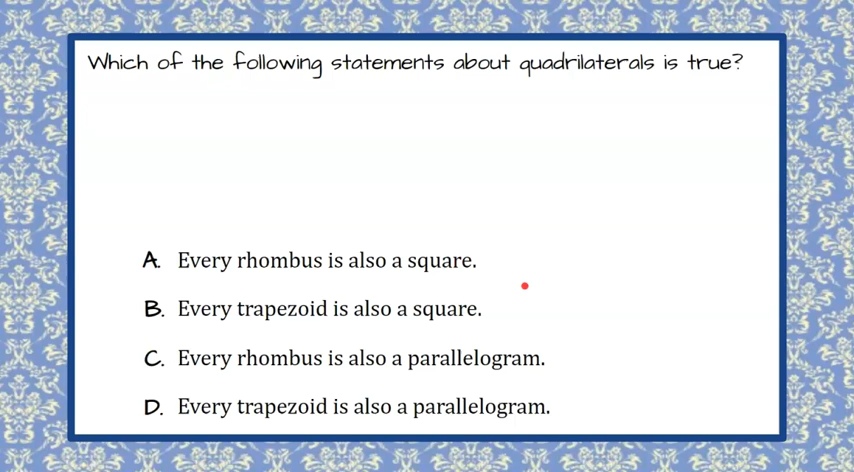 Which of the following statements about quadrilaterals is true?
A. Every rhombus is also a square.
B. Every trapezoid is also a square.
C. Every rhombus is also a parallelogram.
D. Every trapezoid is also a parallelogram.